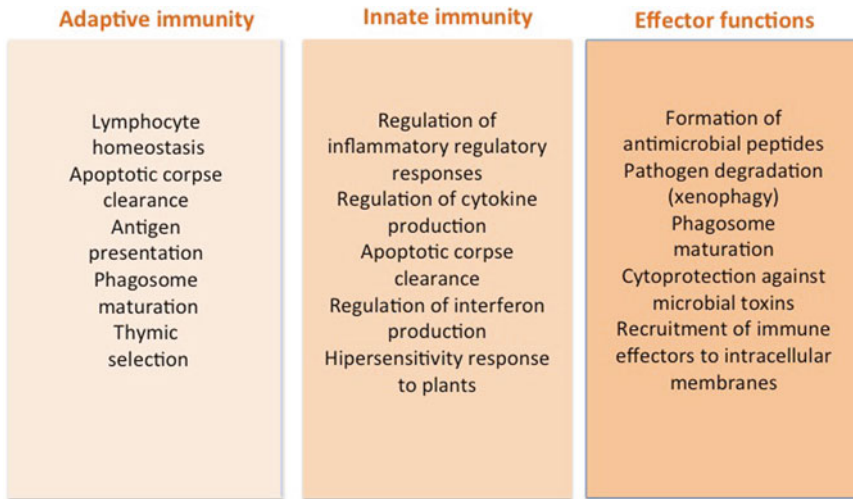 Adaptive immunity
Lymphocyte
homeostasis
Apoptotic corpse
clearance
Antigen
presentation
Phagosome
maturation
Thymic
selection
Innate immunity
Regulation of
inflammatory regulatory
responses
Regulation of cytokine
production
Apoptotic corpse
clearance
Regulation of interferon
production
Hipersensitivity response
to plants
Effector functions
Formation of
antimicrobial peptides
Pathogen degradation
(xenophagy)
Phagosome
maturation
Cytoprotection against
microbial toxins
Recruitment of immune
effectors to intracellular
membranes